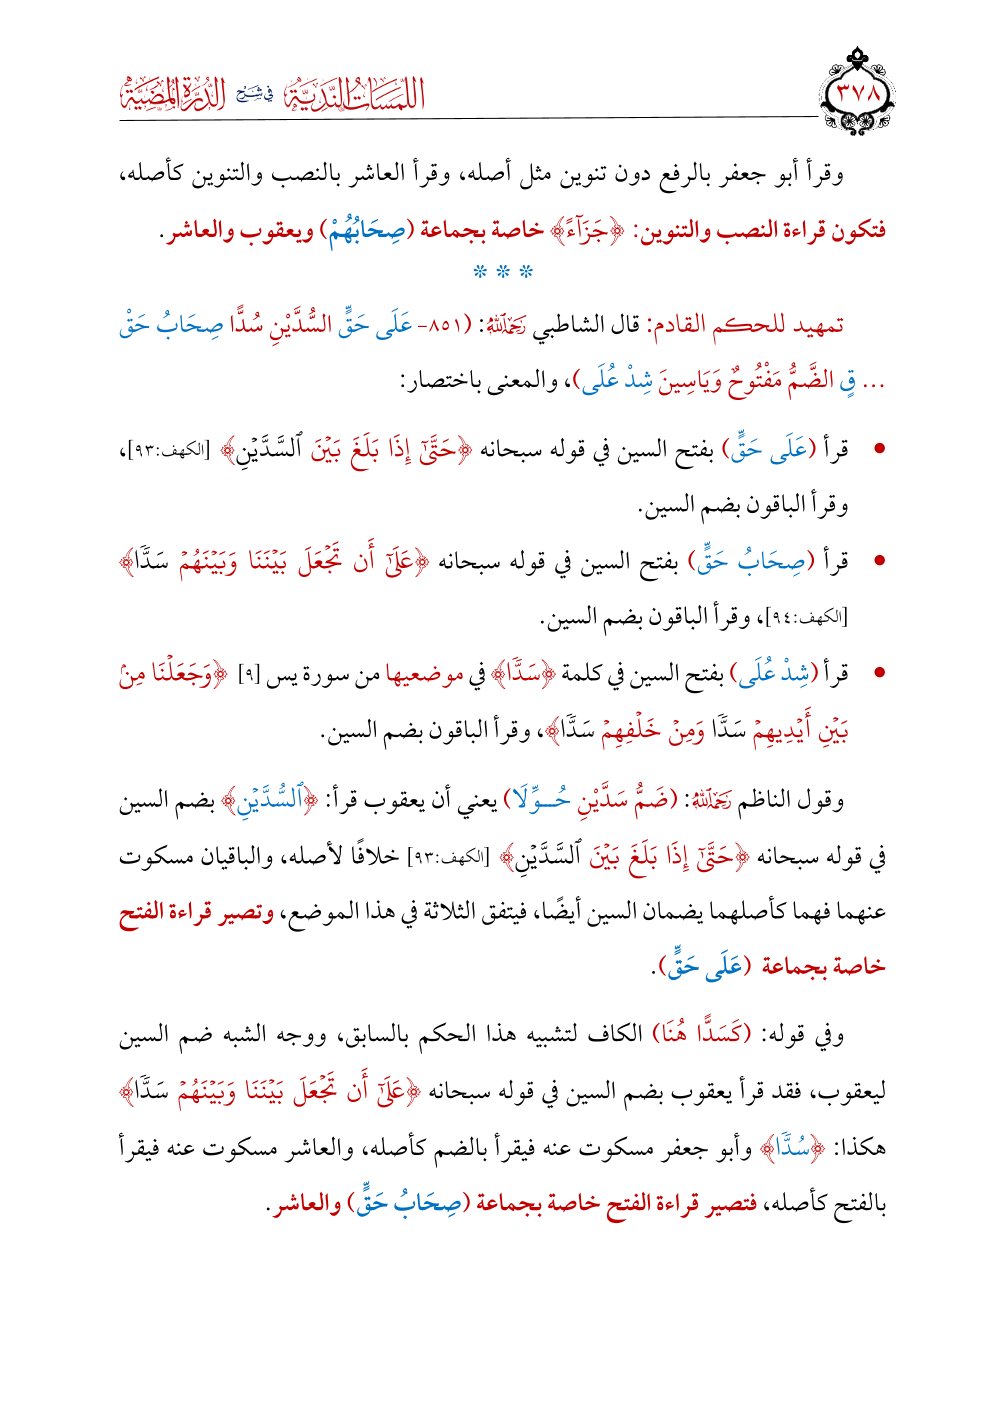 ٣٧٨
اللمسات الندية في شرح الدرة المضية
وقرأ أبو جعفر بالرفع دون تنوين مثل أصله، وقرأ العاشر بالنصب والتنوين كأصله،
فتكون قراءة النصب والتنوين: ﴿جَزَآءً﴾ خاصة بجماعة (صِحَابُهُمْ) ويعقوب والعاشر.
* * *
تمهيد للحكم القادم: قال الشاطبي رَحِمَهُ اللَّهُ: (٨٥١- عَلَى حَقٍّ السُّدَّيْنِ سُدًّا صِحَابُ حَقْ
... قٍ الضَّمُّ مَفْتُوحٌ وَيَاسِينَ شِدْ عُلَى)، والمعنى باختصار:
• قرأ (عَلَى حَقٍّ) بفتح السين في قوله سبحانه ﴿حَتَّىٰٓ إِذَا بَلَغَ بَيۡنَ ٱلسَّدَّيۡنِ﴾ [الكهف:٩٣]،
وقرأ الباقون بضم السين.
• قرأ (صِحَابُ حَقٍّ) بفتح السين في قوله سبحانه ﴿عَلَىٰٓ أَن تَجۡعَلَ بَيۡنَنَا وَبَيۡنَهُمۡ سَدّٗا﴾
[الكهف:٩٤]، وقرأ الباقون بضم السين.
• قرأ (شِدْ عُلَى) بفتح السين في كلمة ﴿سَدّٗا﴾ في موضعيها من سورة يس [٩] ﴿وَجَعَلۡنَا مِنۢ
بَيۡنِ أَيۡدِيهِمۡ سَدّٗا وَمِنۡ خَلۡفِهِمۡ سَدّٗا﴾، وقرأ الباقون بضم السين.
وقول الناظم رَحِمَهُ اللَّهُ: (ضَمُّ سَدَّيْنِ حُـوِّلَا) يعني أن يعقوب قرأ: ﴿ٱلسُّدَّيۡنِ﴾ بضم السين
في قوله سبحانه ﴿حَتَّىٰٓ إِذَا بَلَغَ بَيۡنَ ٱلسَّدَّيۡنِ﴾ [الكهف:٩٣] خلافًا لأصله، والباقيان مسكوت
عنهما فهما كأصلهما يضمان السين أيضًا، فيتفق الثلاثة في هذا الموضع، وتصير قراءة الفتح
خاصة بجماعة (عَلَى حَقٍّ).
وفي قوله: (كَسَدًّا هُنَا) الكاف لتشبيه هذا الحكم بالسابق، ووجه الشبه ضم السين
ليعقوب، فقد قرأ يعقوب بضم السين في قوله سبحانه ﴿عَلَىٰٓ أَن تَجۡعَلَ بَيۡنَنَا وَبَيۡنَهُمۡ سَدّٗا﴾
هكذا: ﴿سُدّٗا﴾ وأبو جعفر مسكوت عنه فيقرأ بالضم كأصله، والعاشر مسكوت عنه فيقرأ
بالفتح كأصله، فتصير قراءة الفتح خاصة بجماعة (صِحَابُ حَقٍّ) والعاشر.